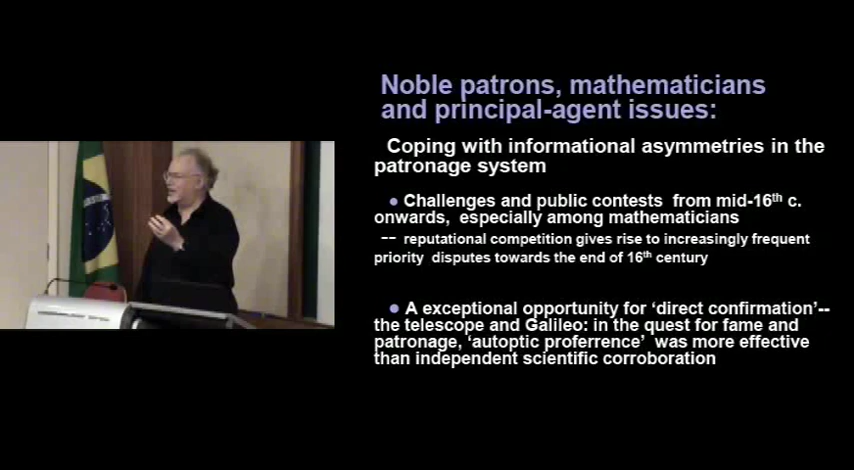 Noble patrons, mathematicians
and principal-agent issues:
Coping with informational asymmetries in the
patronage system
● Challenges and public contests from mid-16th c.
onwards, especially among mathematicians
-- reputational competition gives rise to increasingly frequent
priority disputes towards the end of 16th century
● A exceptional opportunity for ‘direct confirmation’--
the telescope and Galileo: in the quest for fame and
patronage, ‘autoptic proferrence’ was more effective
than independent scientific corroboration